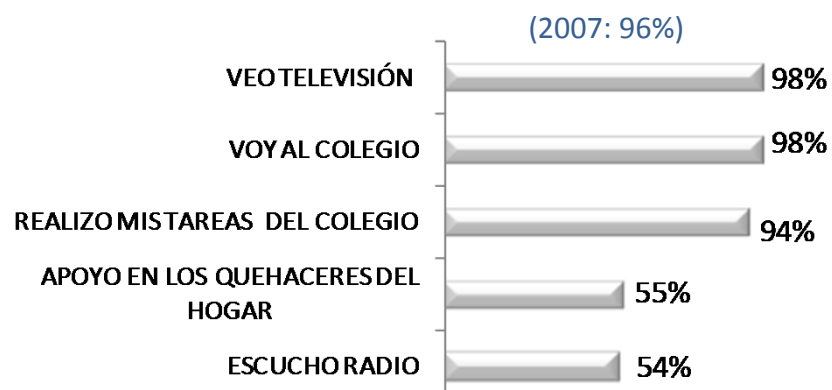 (2007: 96%)
VEO TELEVISIÓN 98%
VOY AL COLEGIO 98%
REALIZO MIS TAREAS DEL COLEGIO 94%
APOYO EN LOS QUEHACERES DEL
HOGAR 55%
ESCUCHO RADIO 54%